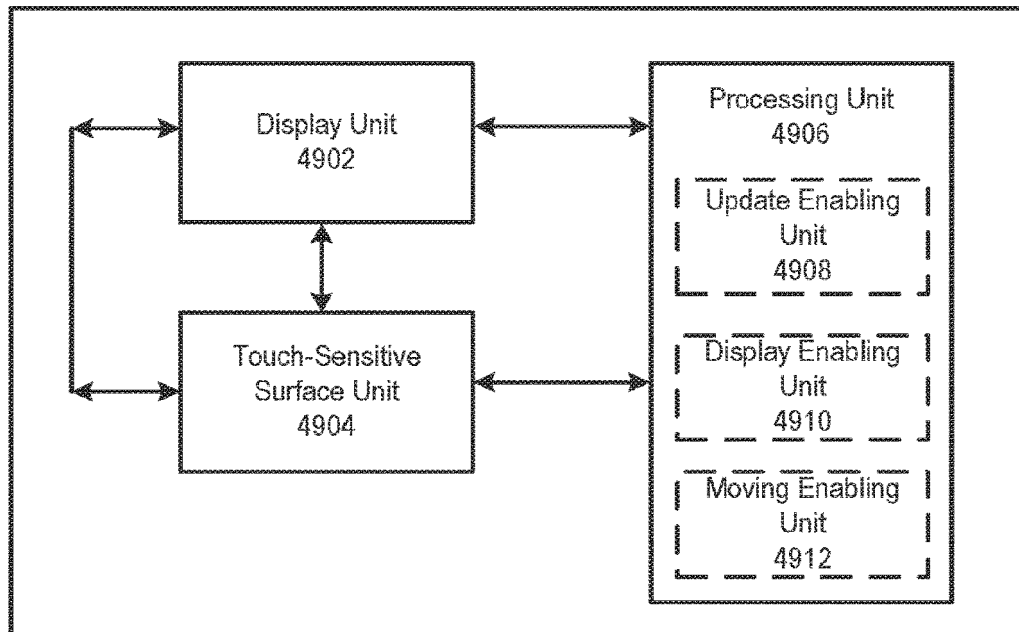 Display Unit
4902
Touch-Sensitive
Surface Unit
4904
Processing Unit
4906
Update Enabling
Unit
4908
Display Enabling
Unit
4910
Moving Enabling
Unit
4912